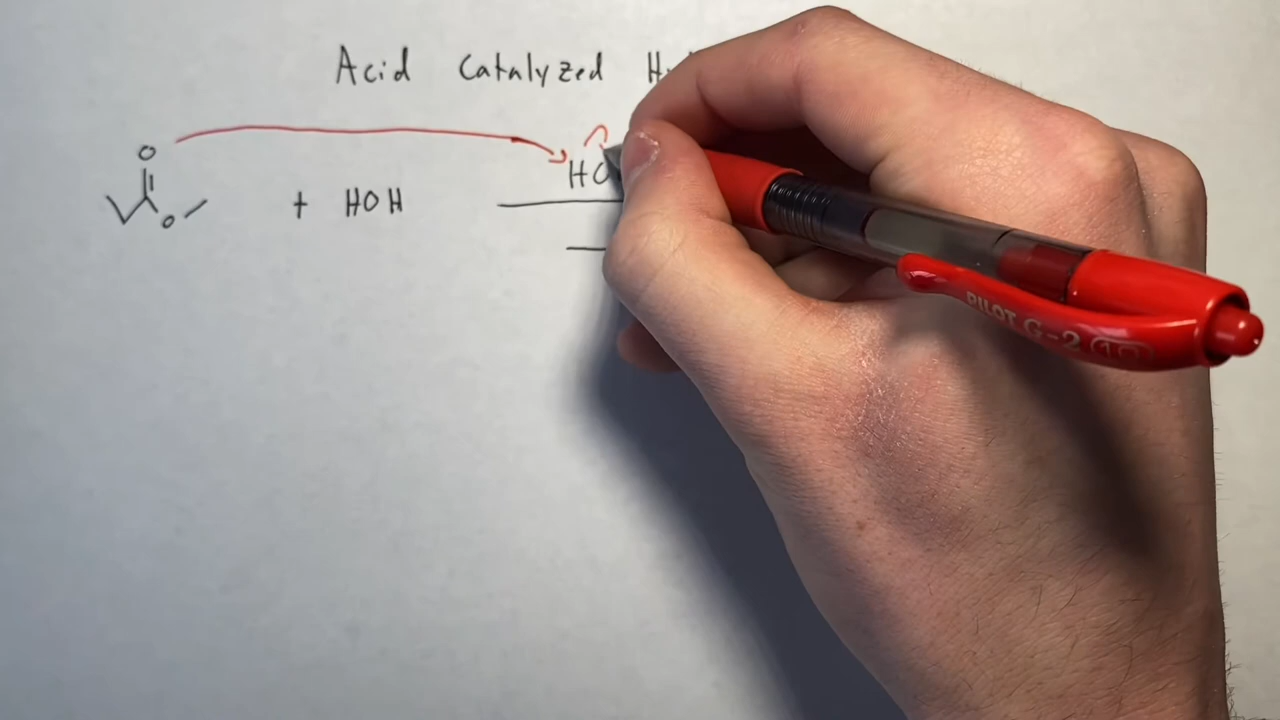 Acid Catalyzed
O
HO
+ HOH
O
PILOT G-2